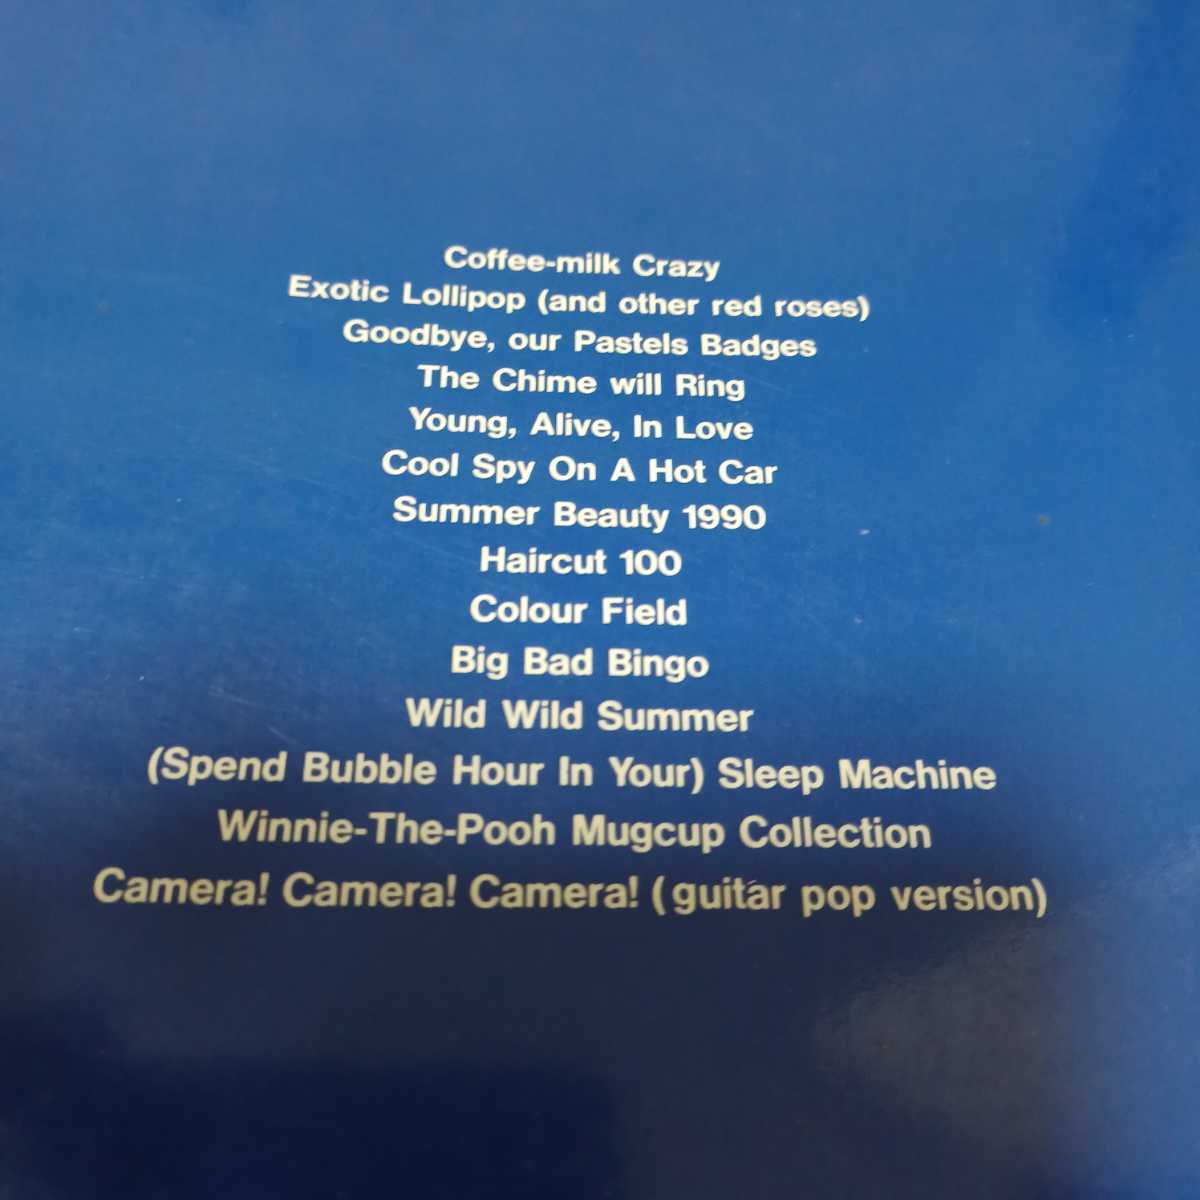 Coffee-milk Crazy
Exotic Lollipop (and other red roses)
Goodbye, our Pastels Badges
The Chime will Ring
Young, Alive, In Love
Cool Spy On A Hot Car
Summer Beauty 1990
Haircut 100
Colour Field
Big Bad Bingo
Wild Wild Summer
(Spend Bubble Hour In Your) Sleep Machine
Winnie-The-Pooh Mugcup Collection
Camera! Camera! Camera! (guitar pop version)